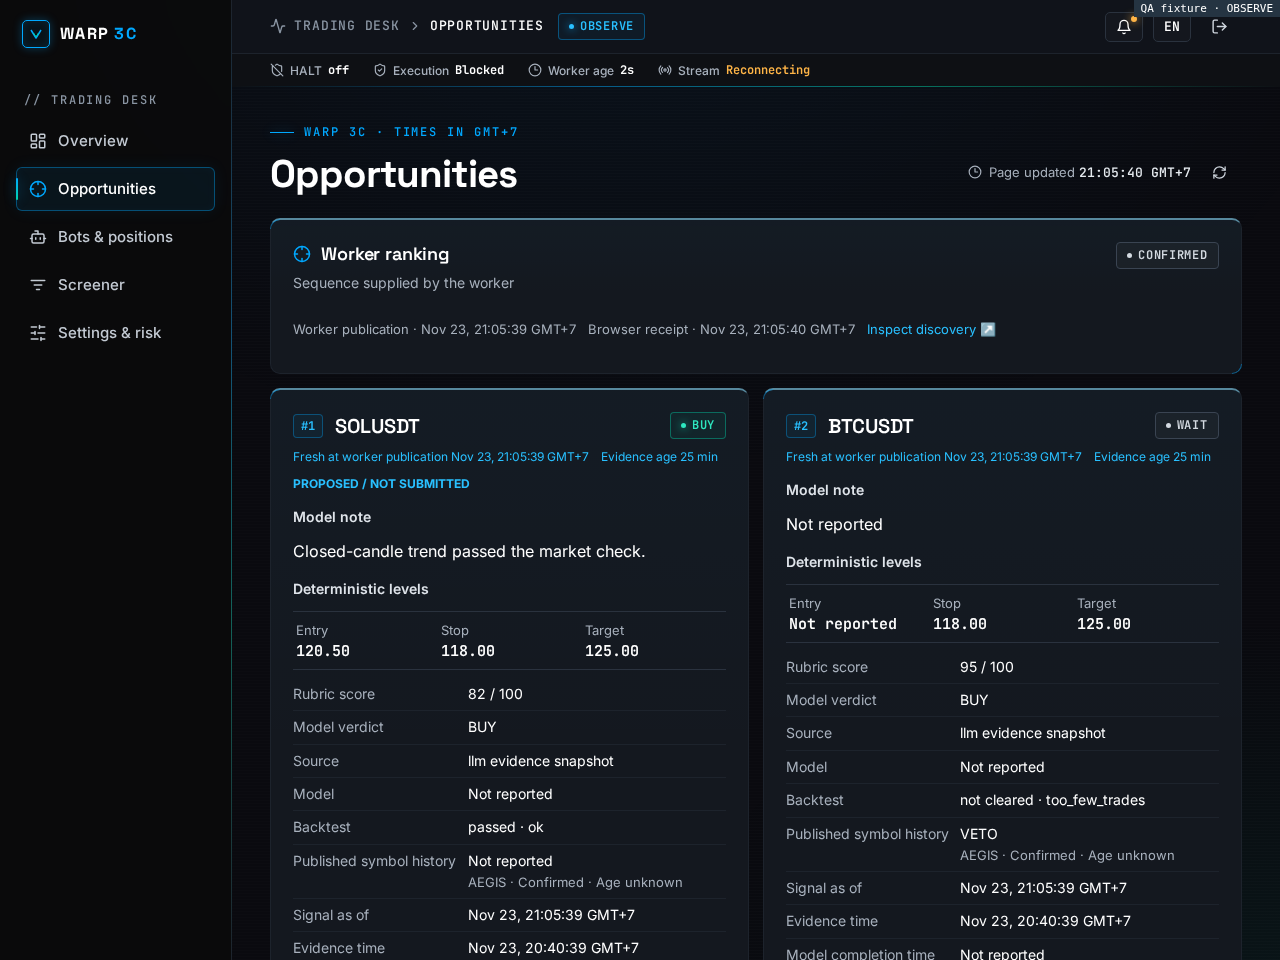 QA fixture · OBSERVE
WARP 3C
TRADING DESK > OPPORTUNITIES
OBSERVE
EN
HALT off
Execution Blocked
Worker age 2s
Stream Reconnecting
// TRADING DESK
Overview
Opportunities
Bots & positions
Screener
Settings & risk
WARP 3C · TIMES IN GMT+7
Opportunities
Page updated 21:05:40 GMT+7
Worker ranking
CONFIRMED
Sequence supplied by the worker
Worker publication · Nov 23, 21:05:39 GMT+7 Browser receipt · Nov 23, 21:05:40 GMT+7 Inspect discovery ↗
#1 SOLUSDT
BUY
Fresh at worker publication Nov 23, 21:05:39 GMT+7 Evidence age 25 min
PROPOSED / NOT SUBMITTED
Model note
Closed-candle trend passed the market check.
Deterministic levels
Entry Stop Target
120.50 118.00 125.00
Rubric score 82 / 100
Model verdict BUY
Source llm evidence snapshot
Model Not reported
Backtest passed · ok
Published symbol history Not reported
AEGIS · Confirmed · Age unknown
Signal as of Nov 23, 21:05:39 GMT+7
Evidence time Nov 23, 20:40:39 GMT+7
#2 BTCUSDT
WAIT
Fresh at worker publication Nov 23, 21:05:39 GMT+7 Evidence age 25 min
Model note
Not reported
Deterministic levels
Entry Stop Target
Not reported 118.00 125.00
Rubric score 95 / 100
Model verdict BUY
Source llm evidence snapshot
Model Not reported
Backtest not cleared · too_few_trades
Published symbol history VETO
AEGIS · Confirmed · Age unknown
Signal as of Nov 23, 21:05:39 GMT+7
Evidence time Nov 23, 20:40:39 GMT+7
Model completion time Not reported